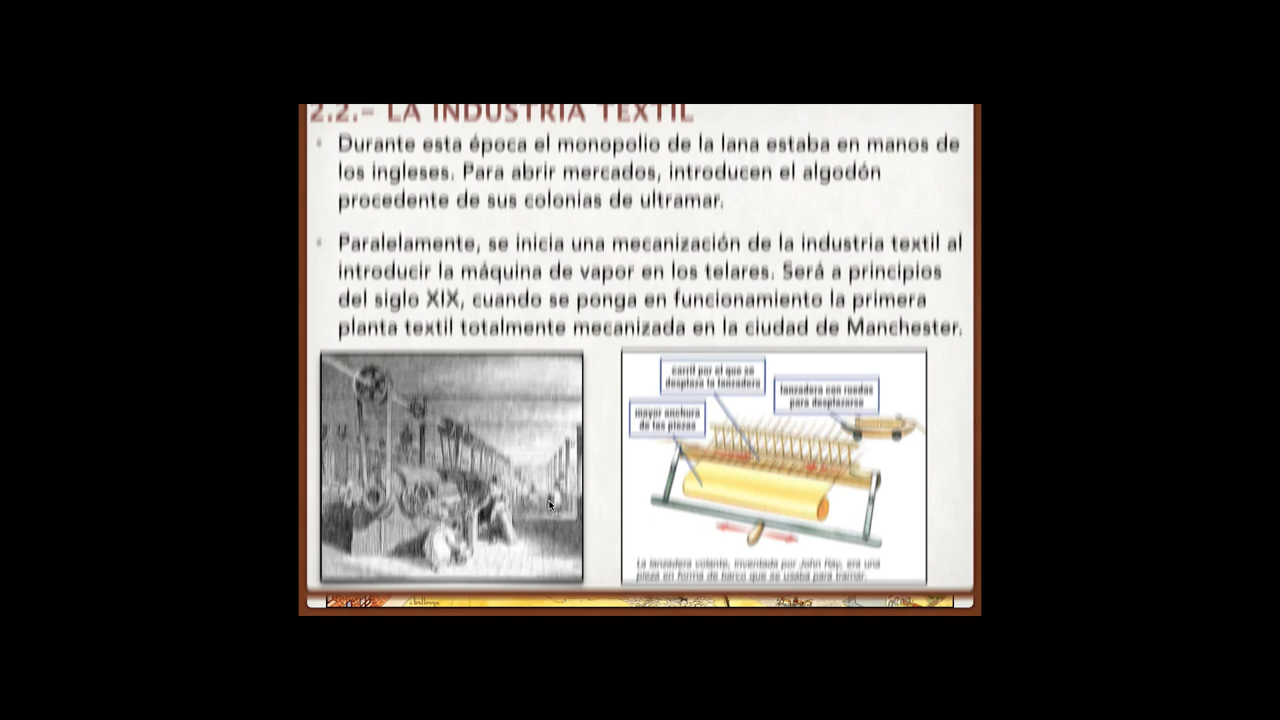 2.2.- LA INDUSTRIA TEXTIL
Durante esta época el monopolio de la lana estaba en manos de
los ingleses. Para abrir mercados, introducen el algodón
procedente de sus colonias de ultramar.
Paralelamente, se inicia una mecanización de la industria textil al
introducir la máquina de vapor en los telares. Será a principios
del siglo XIX, cuando se ponga en funcionamiento la primera
planta textil totalmente mecanizada en la ciudad de Manchester.
carril por el que se
desplaza la lanzadera
lanzadera con ruedas
para desplazarse
mayor anchura
de las piezas
La lanzadera volante, inventada por John Kay, era una
pieza en forma de barco que se usaba para tramar.